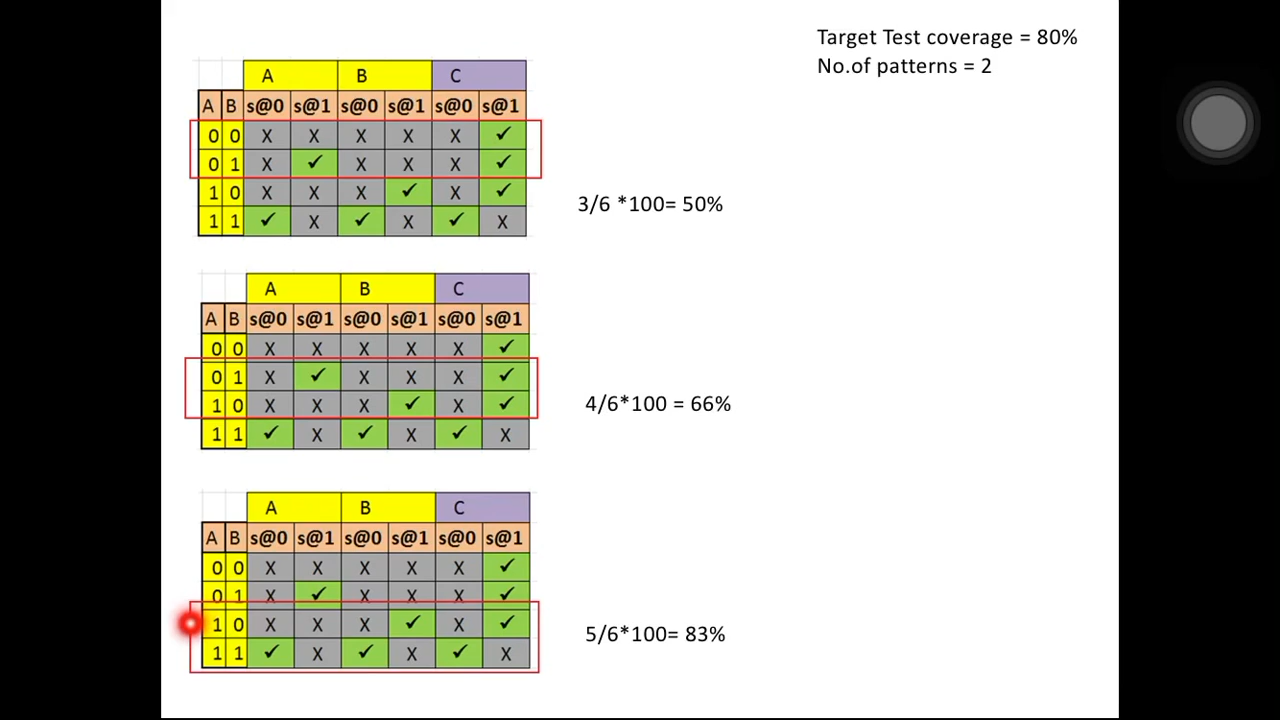 Target Test coverage = 80%
No.of patterns = 2
A B C
A B s@0 s@1 s@0 s@1 s@0 s@1
0 0 X X X X X ✓
0 1 X ✓ X X X ✓
1 0 X X X ✓ X ✓
1 1 ✓ X ✓ X ✓ X
3/6 *100= 50%
A B C
A B s@0 s@1 s@0 s@1 s@0 s@1
0 0 X X X X X ✓
0 1 X ✓ X X X ✓
1 0 X X X ✓ X ✓
1 1 ✓ X ✓ X ✓ X
4/6*100 = 66%
A B C
A B s@0 s@1 s@0 s@1 s@0 s@1
0 0 X X X X X ✓
0 1 X ✓ X X X ✓
1 0 X X X ✓ X ✓
1 1 ✓ X ✓ X ✓ X
5/6*100= 83%